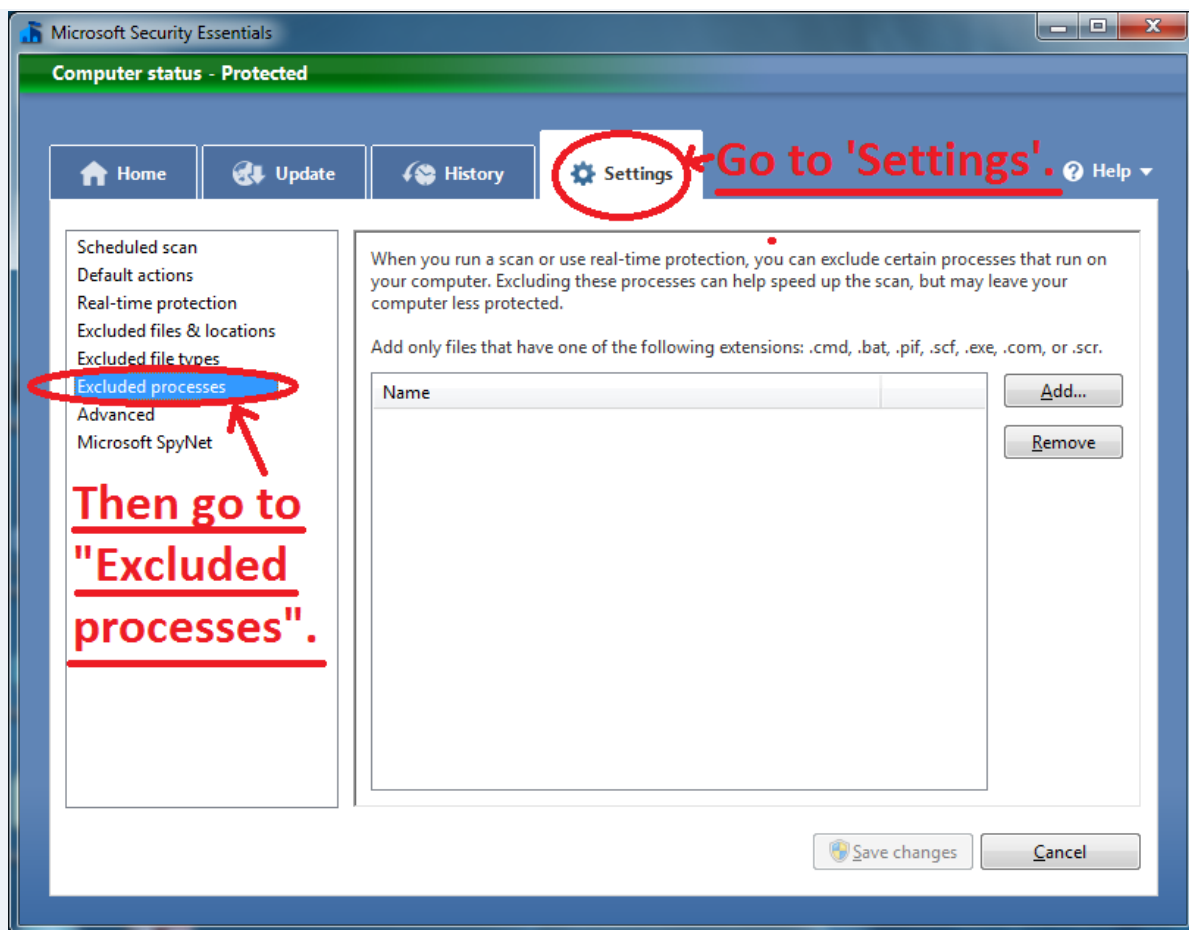 Microsoft Security Essentials
Computer status - Protected
Home
Update
History
Settings
Go to 'Settings'.
Help
Scheduled scan
Default actions
Real-time protection
Excluded files & locations
Excluded file types
Excluded processes
Advanced
Microsoft SpyNet
Then go to
"Excluded
processes".
When you run a scan or use real-time protection, you can exclude certain processes that run on
your computer. Excluding these processes can help speed up the scan, but may leave your
computer less protected.
Add only files that have one of the following extensions: .cmd, .bat, .pif, .scf, .exe, .com, or .scr.
Name
Add...
Remove
Save changes
Cancel